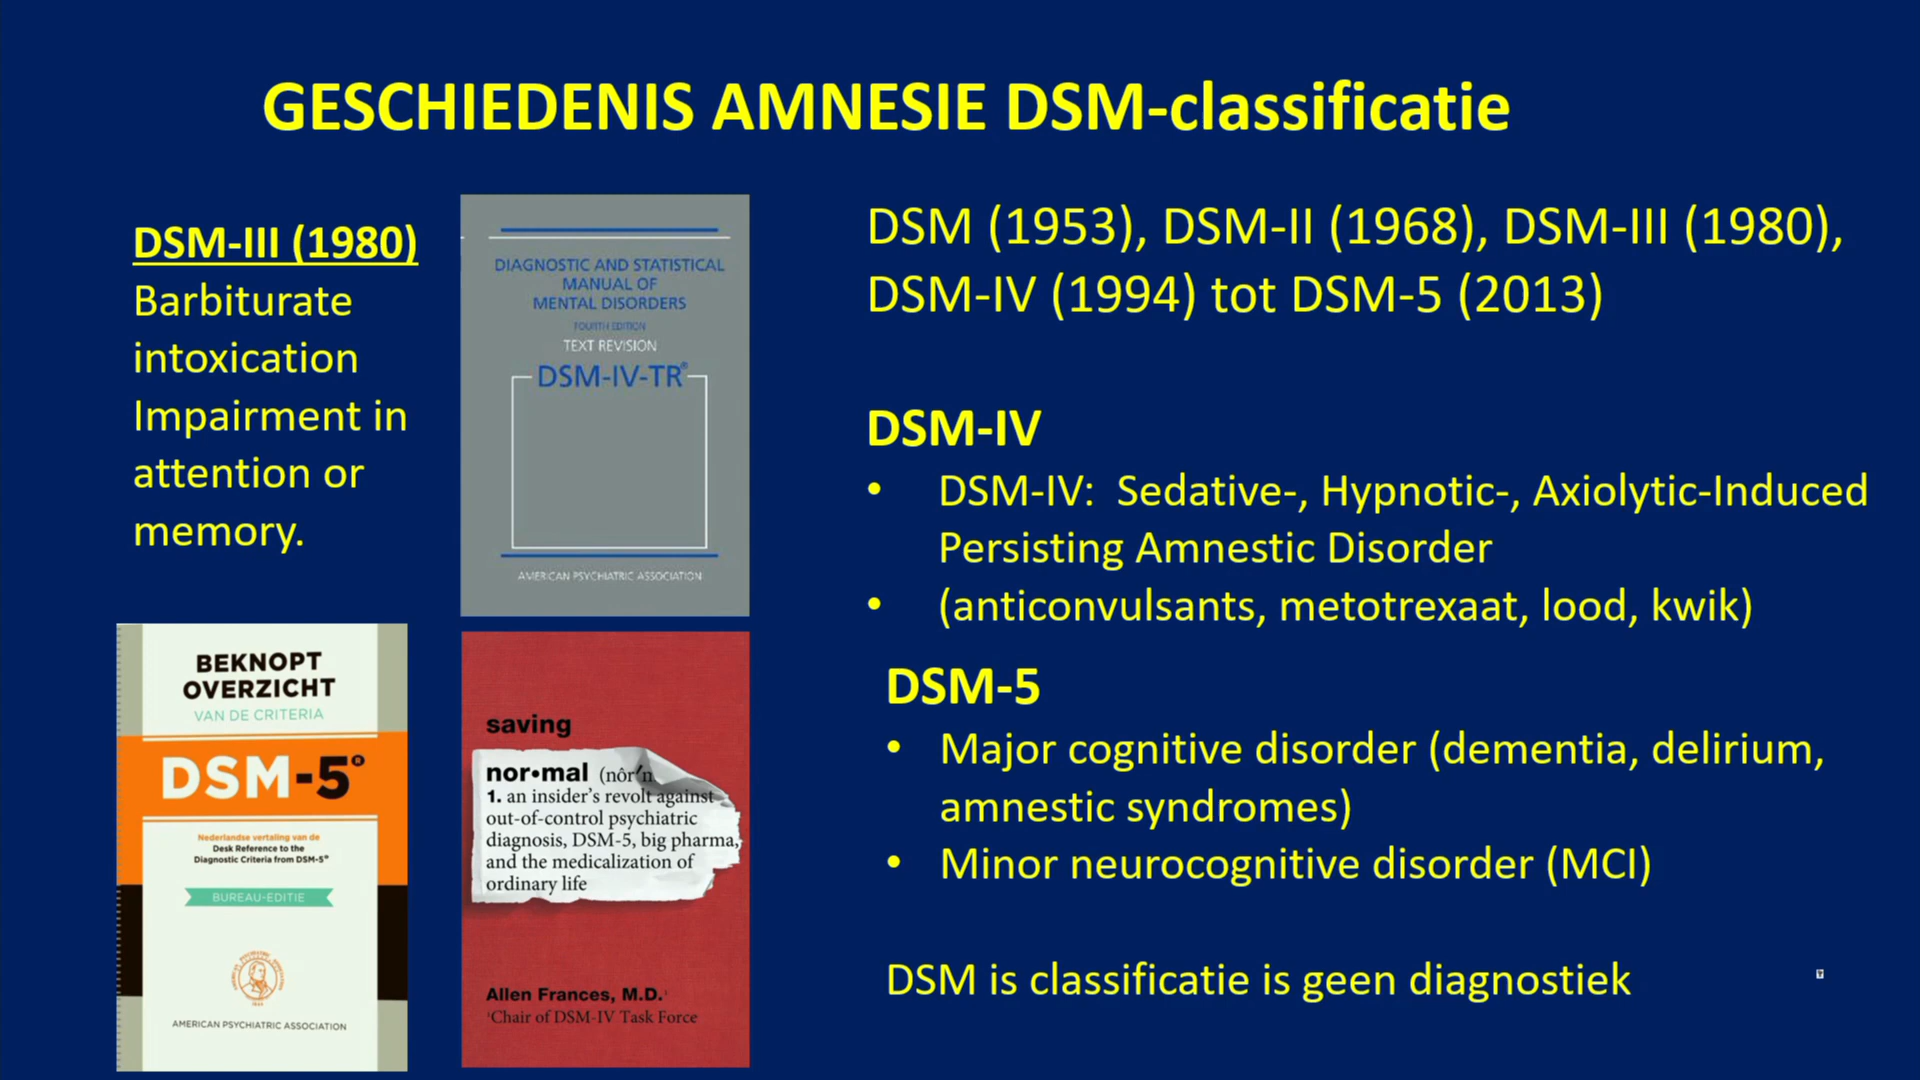 GESCHIEDENIS AMNESIE DSM-classificatie
DSM-III (1980)
Barbiturate
intoxication
Impairment in
attention or
memory.
DIAGNOSTIC AND STATISTICAL
MANUAL OF
MENTAL DISORDERS
FOURTH EDITION
TEXT REVISION
DSM-IV-TR®
AMERICAN PSYCHIATRIC ASSOCIATION
BEKNOPT
OVERZICHT
VAN DE CRITERIA
DSM-5®
Nederlandse vertaling van de
Desk Reference to the
Diagnostic Criteria from DSM-5®
BUREAU-EDITIE
AMERICAN PSYCHIATRIC ASSOCIATION
saving
nor•mal (nôr′n
1. an insider's revolt against
out-of-control psychiatric
diagnosis, DSM-5, big pharma,
and the medicalization of
ordinary life
Allen Frances, M.D.¹
¹Chair of DSM-IV Task Force
DSM (1953), DSM-II (1968), DSM-III (1980),
DSM-IV (1994) tot DSM-5 (2013)
DSM-IV
• DSM-IV: Sedative-, Hypnotic-, Axiolytic-Induced
Persisting Amnestic Disorder
• (anticonvulsants, metotrexaat, lood, kwik)
DSM-5
• Major cognitive disorder (dementia, delirium,
amnestic syndromes)
• Minor neurocognitive disorder (MCI)
DSM is classificatie is geen diagnostiek